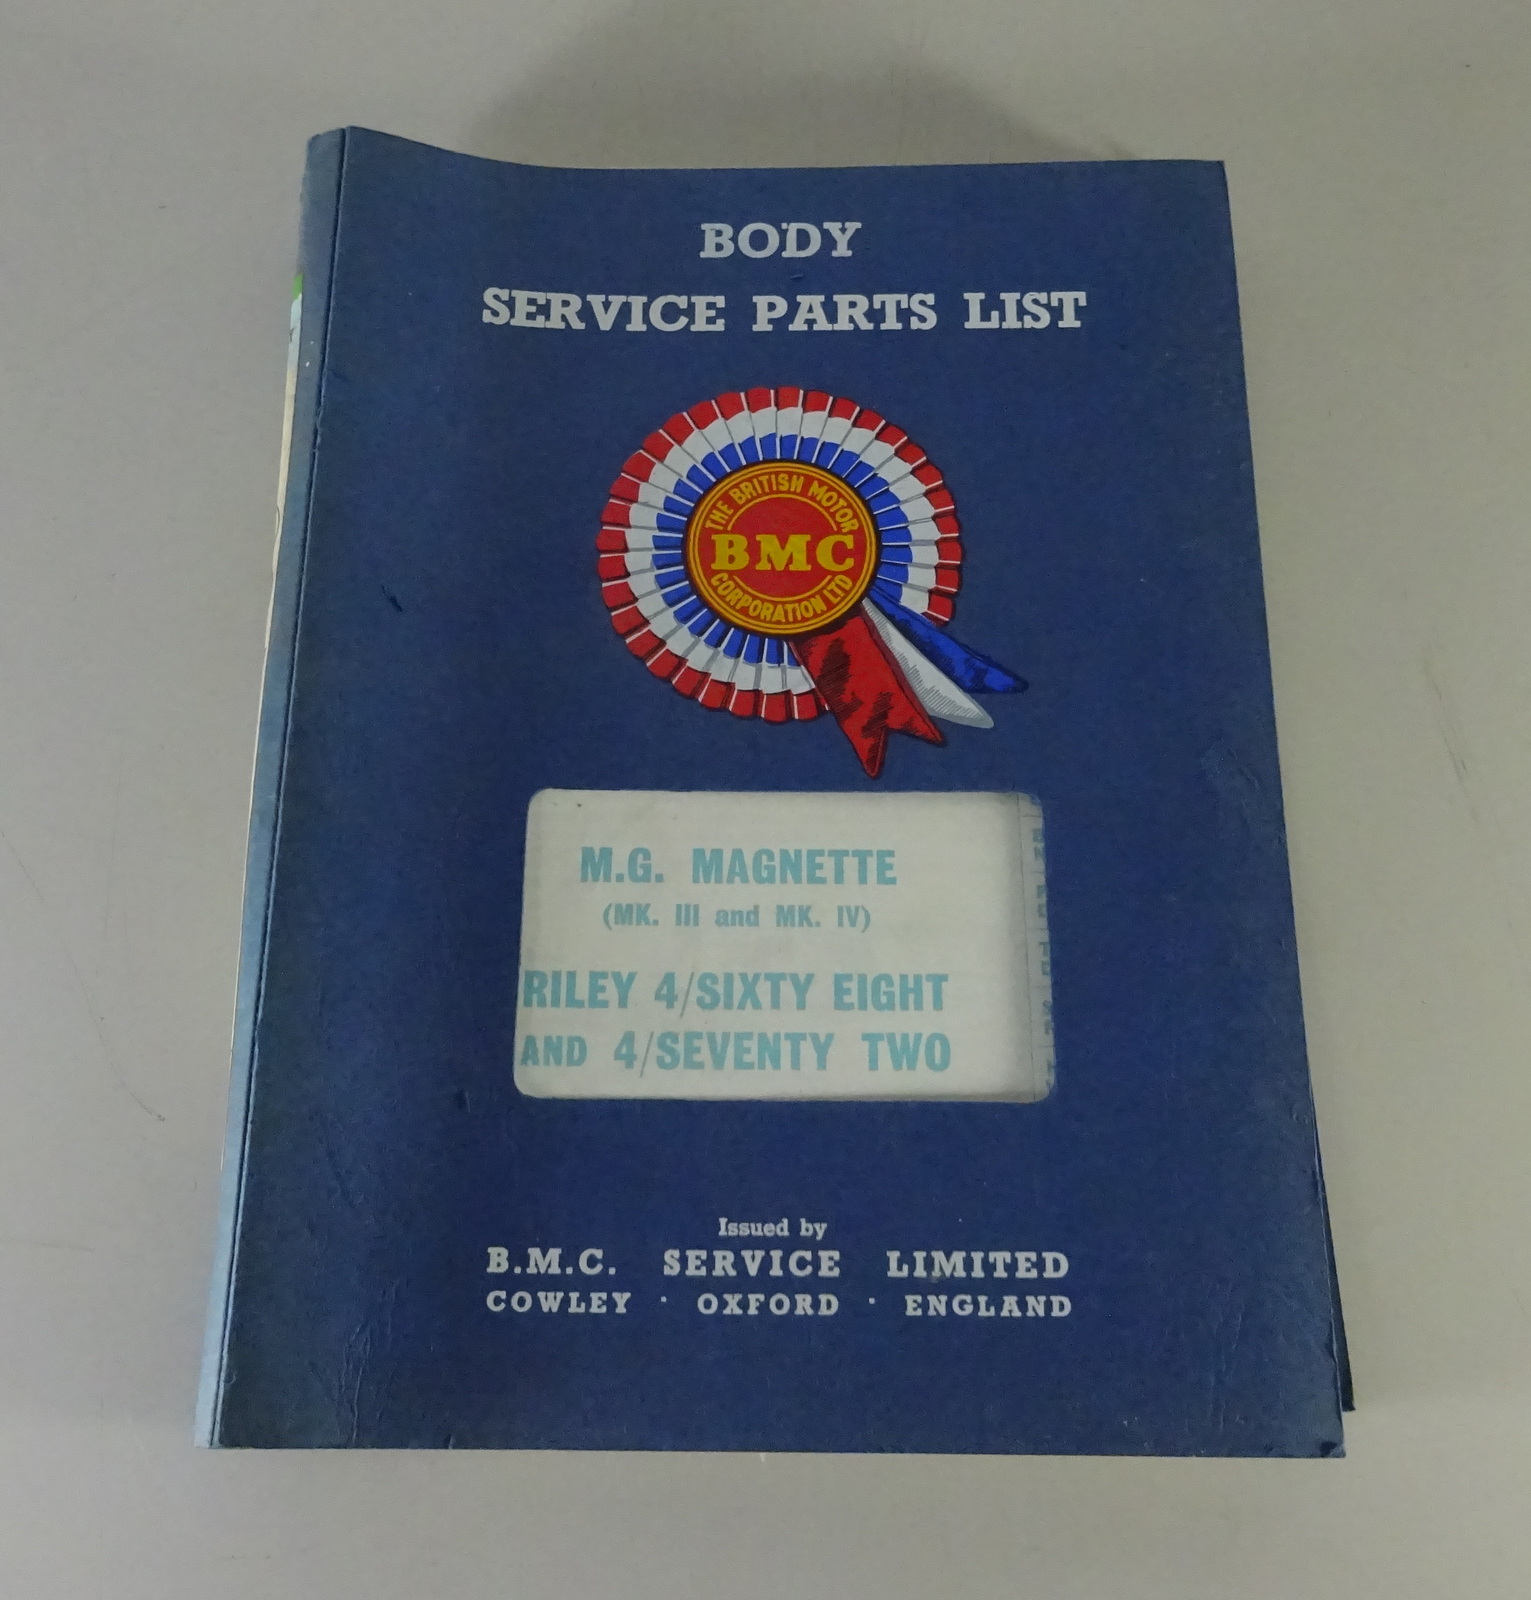 BODY
SERVICE PARTS LIST
THE BRITISH MOTOR
BMC
CORPORATION LTD
M.G. MAGNETTE
(MK. III and MK. IV)
RILEY 4/SIXTY EIGHT
AND 4/SEVENTY TWO
Issued by
B.M.C. SERVICE LIMITED
COWLEY · OXFORD · ENGLAND